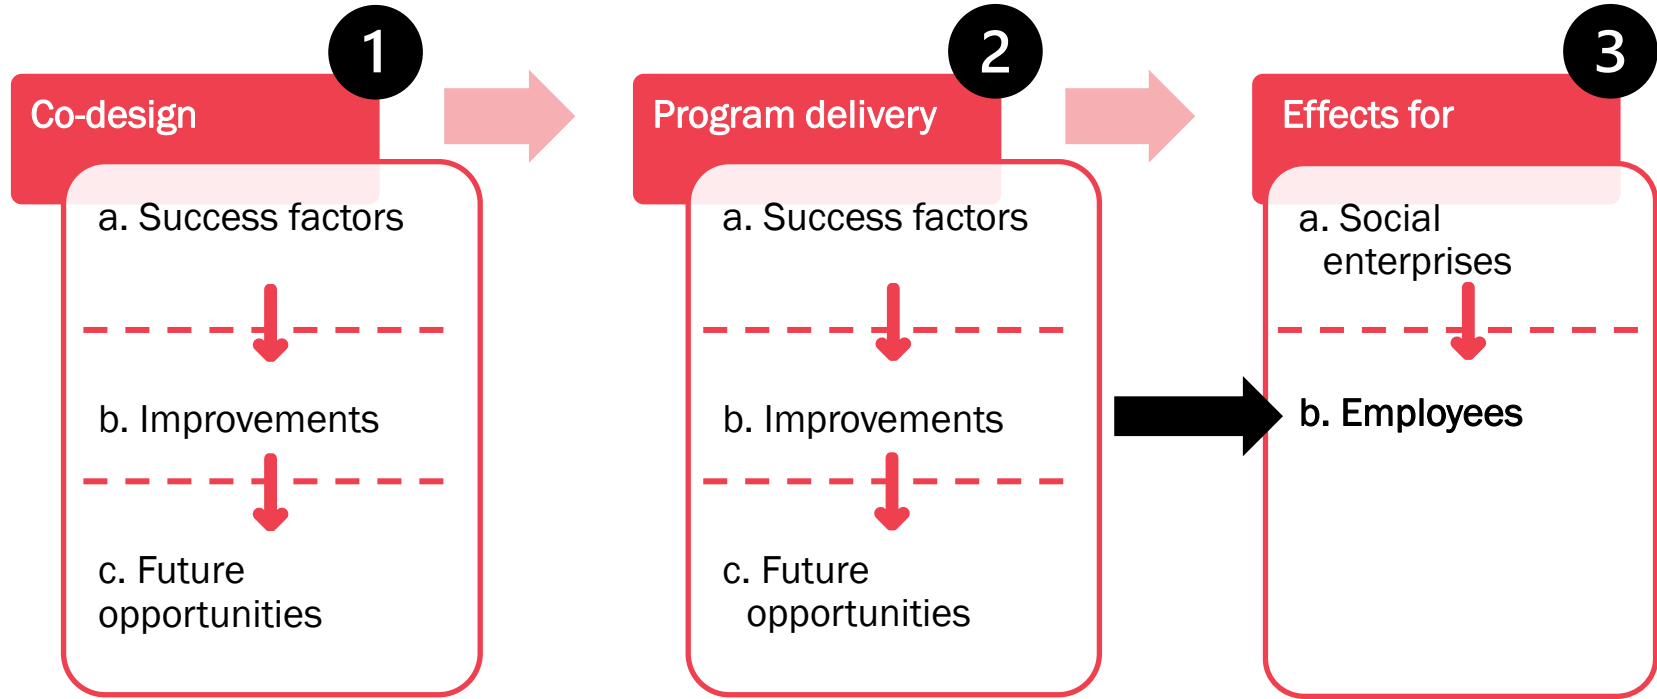 1
Co-design
a. Success factors
b. Improvements
c. Future
opportunities
2
Program delivery
a. Success factors
b. Improvements
c. Future
opportunities
3
Effects for
a. Social
enterprises
b. Employees